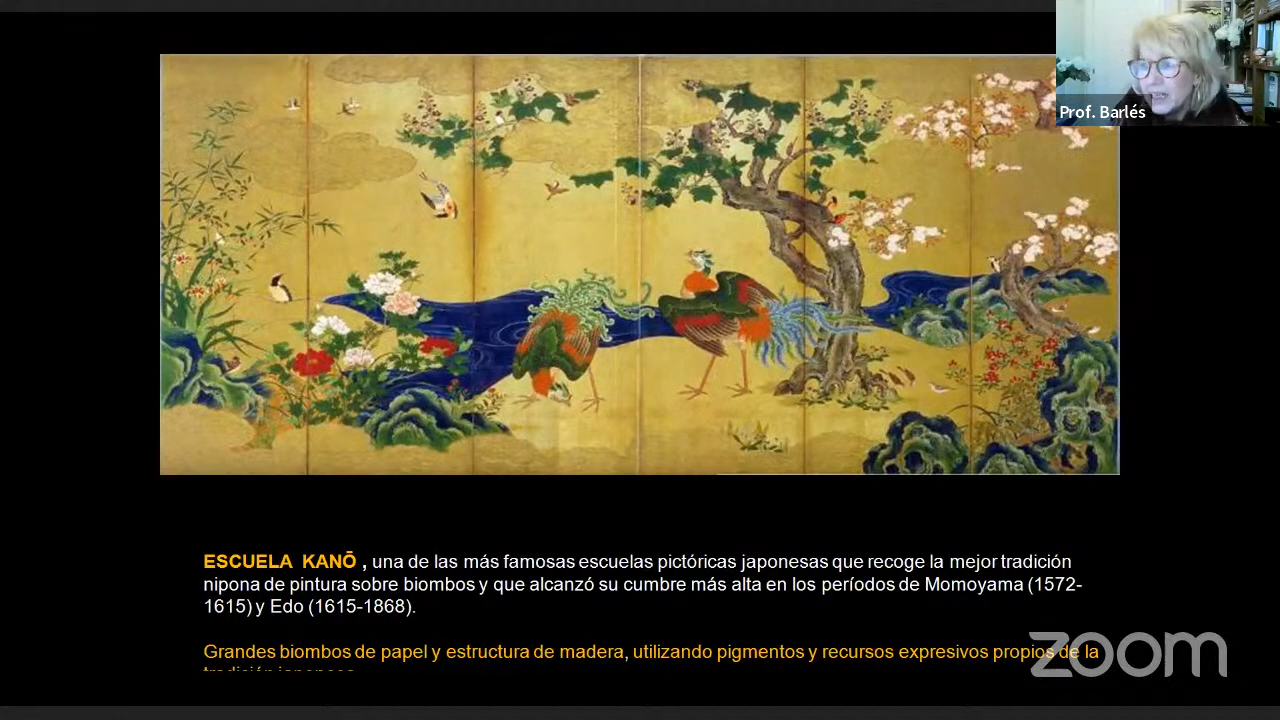 Prof. Barlés
ESCUELA KANŌ , una de las más famosas escuelas pictóricas japonesas que recoge la mejor tradición
nipona de pintura sobre biombos y que alcanzó su cumbre más alta en los períodos de Momoyama (1572-
1615) y Edo (1615-1868).
Grandes biombos de papel y estructura de madera, utilizando pigmentos y recursos expresivos propios de la
zoom